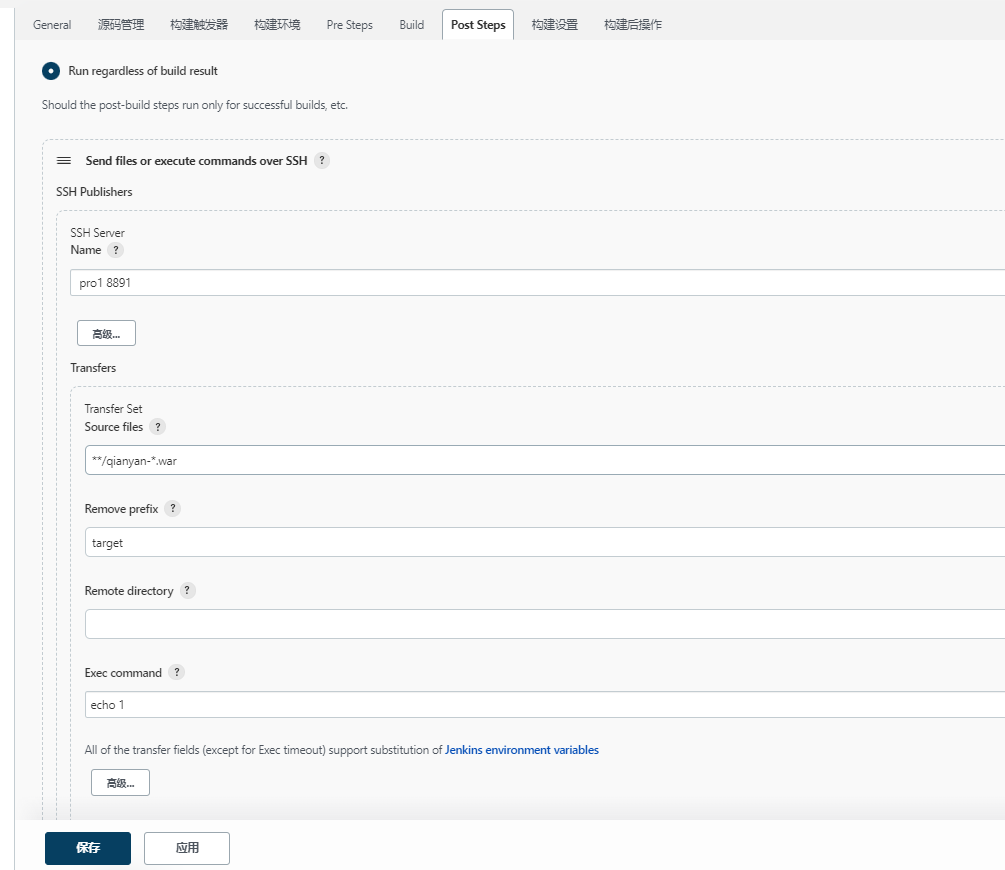 General 源码管理 构建触发器 构建环境 Pre Steps Build Post Steps 构建设置 构建后操作
Run regardless of build result
Should the post-build steps run only for successful builds, etc.
Send files or execute commands over SSH ?
SSH Publishers
SSH Server
Name ?
pro1 8891
高级...
Transfers
Transfer Set
Source files ?
**/qianyan-*.war
Remove prefix ?
target
Remote directory ?
Exec command ?
echo 1
All of the transfer fields (except for Exec timeout) support substitution of Jenkins environment variables
高级...
保存 应用